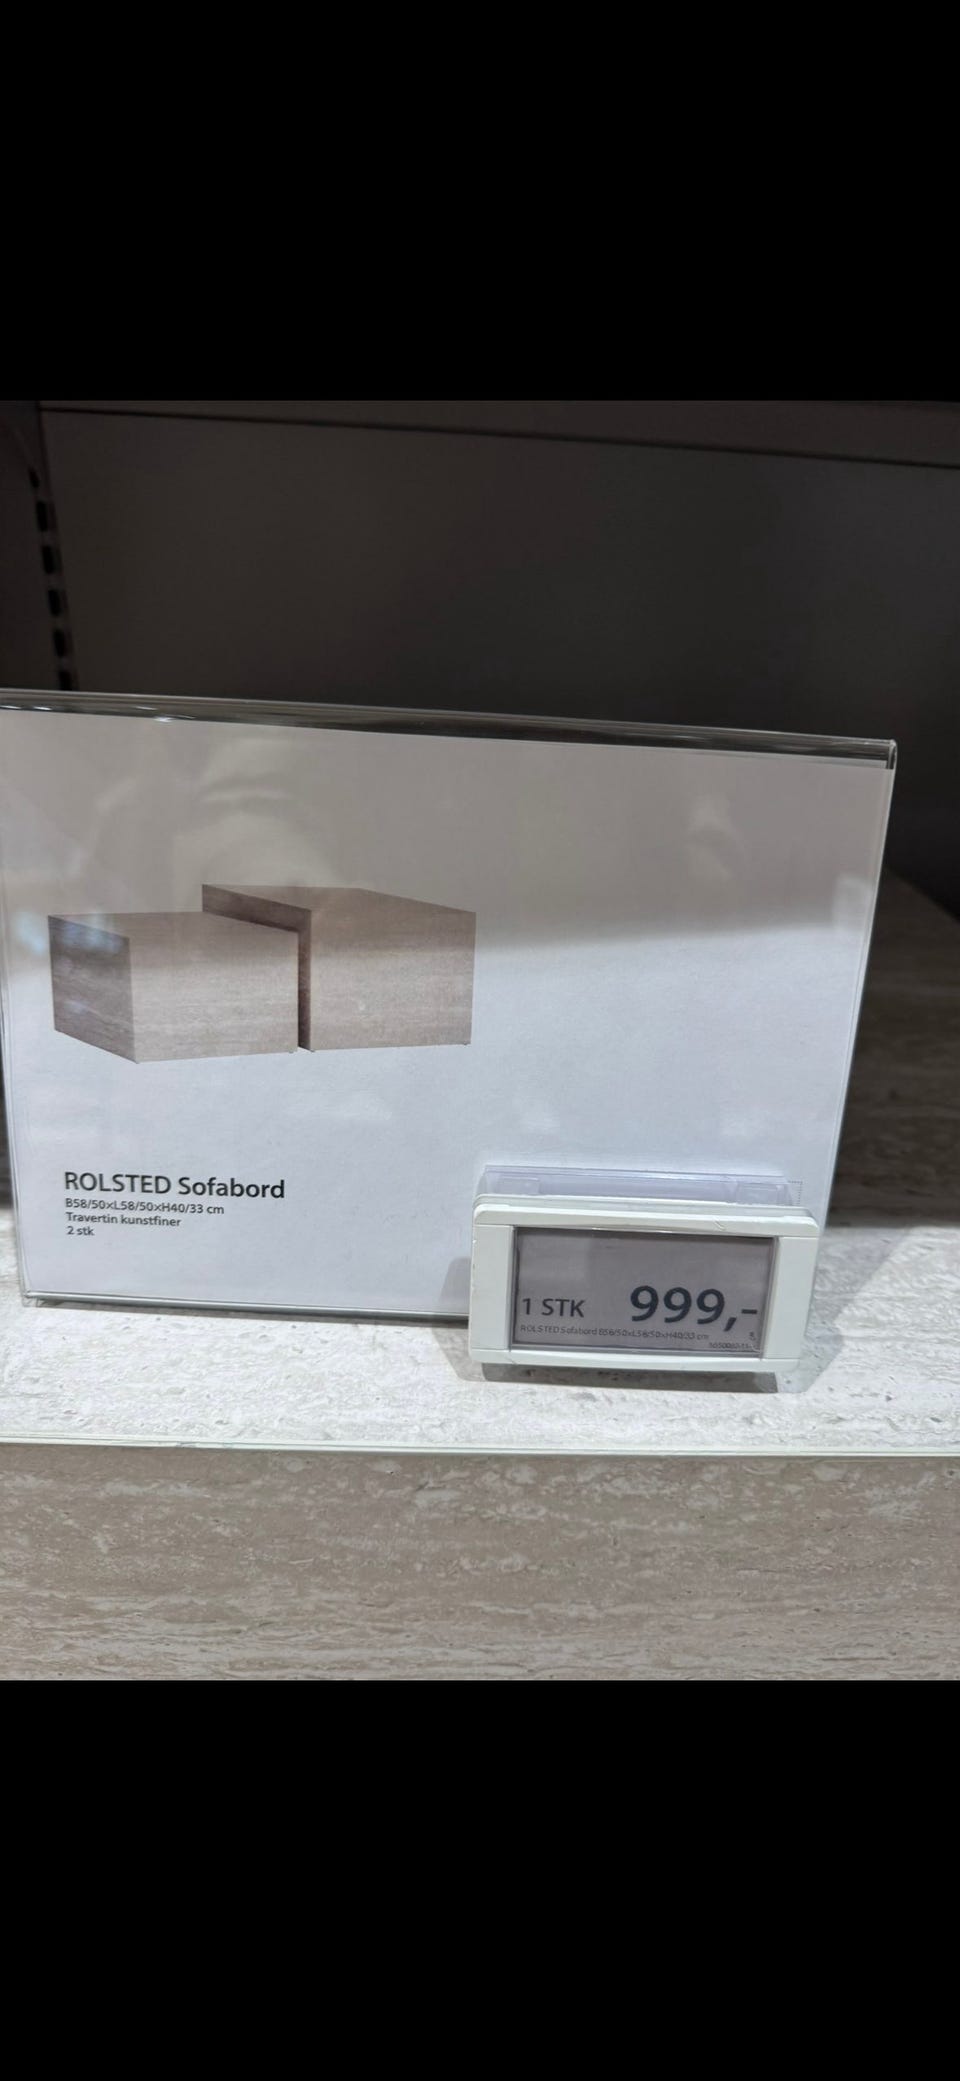 ROLSTED Sofabord
B58/50xL58/50xH40/33 cm
Travertin kunstfiner
2 stk
1 STK 999,-
ROLSTED Sofabord B58/50xL58/50xH40/33 cm